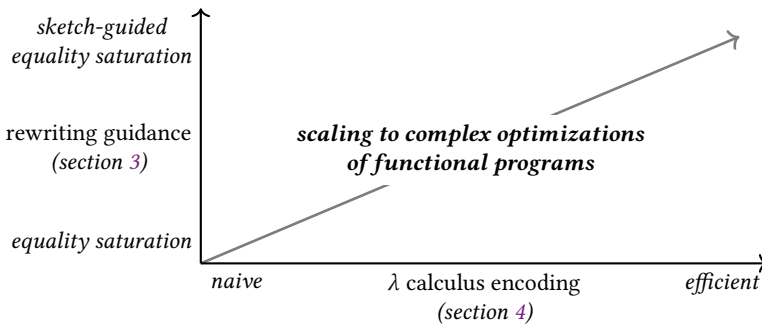 sketch-guided
equality saturation
rewriting guidance
(section 3)
scaling to complex optimizations
of functional programs
equality saturation
naive
λ calculus encoding
efficient
(section 4)